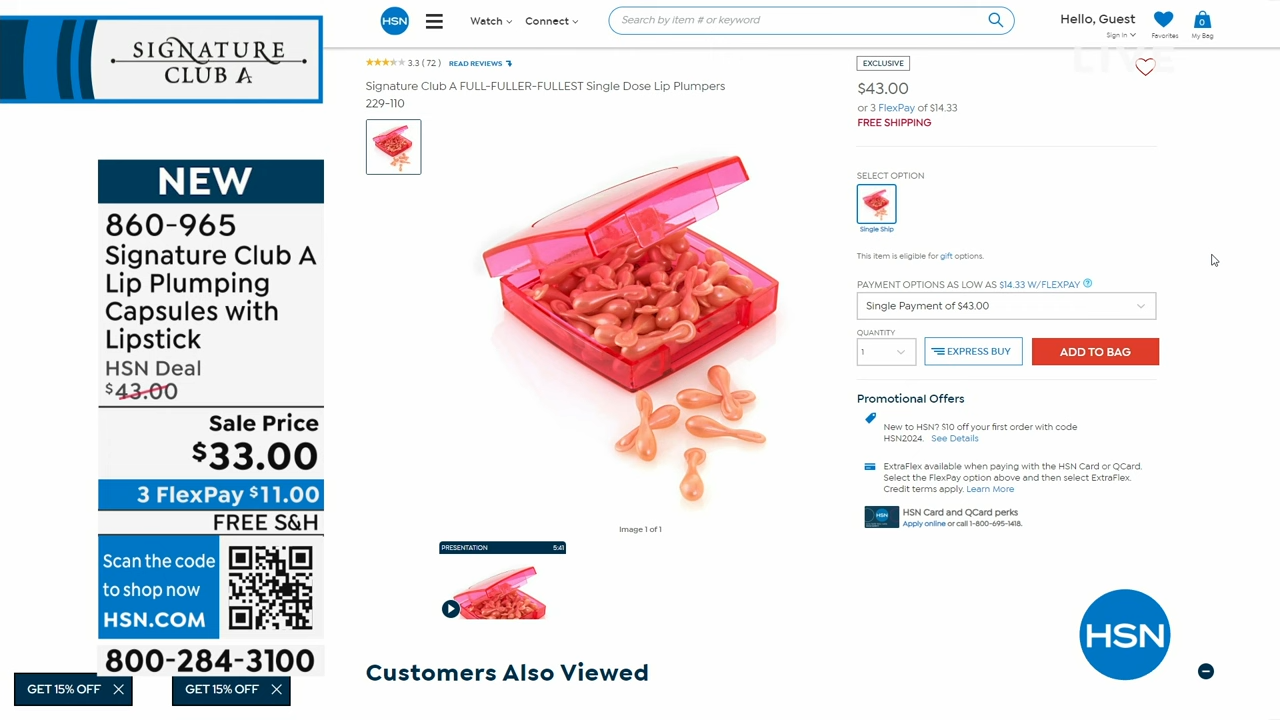 SIGNATURE
CLUB A
NEW
860-965
Signature Club A
Lip Plumping
Capsules with
Lipstick
HSN Deal
$43.00
Sale Price
$33.00
3 FlexPay $11.00
FREE S&H
Scan the code
to shop now
HSN.COM
800-284-3100
GET 15% OFF
GET 15% OFF
HSN
Watch
Connect
Search by item # or keyword
Hello, Guest
Sign In
Favorites
0
My Bag
LIVE
3.3 ( 72 )
READ REVIEWS
Signature Club A FULL-FULLER-FULLEST Single Dose Lip Plumpers
229-110
Image 1 of 1
PRESENTATION 5:41
EXCLUSIVE
$43.00
or 3 FlexPay of $14.33
FREE SHIPPING
SELECT OPTION
Single Ship
This item is eligible for gift options.
PAYMENT OPTIONS AS LOW AS $14.33 W/FLEXPAY ?
Single Payment of $43.00
QUANTITY
1
EXPRESS BUY
ADD TO BAG
Promotional Offers
New to HSN? $10 off your first order with code
HSN2024. See Details
ExtraFlex available when paying with the HSN Card or QCard.
Select the FlexPay option above and then select ExtraFlex.
Credit terms apply. Learn More
HSN
HSN Card and QCard perks
Apply online or call 1-800-695-1418.
HSN
Customers Also Viewed